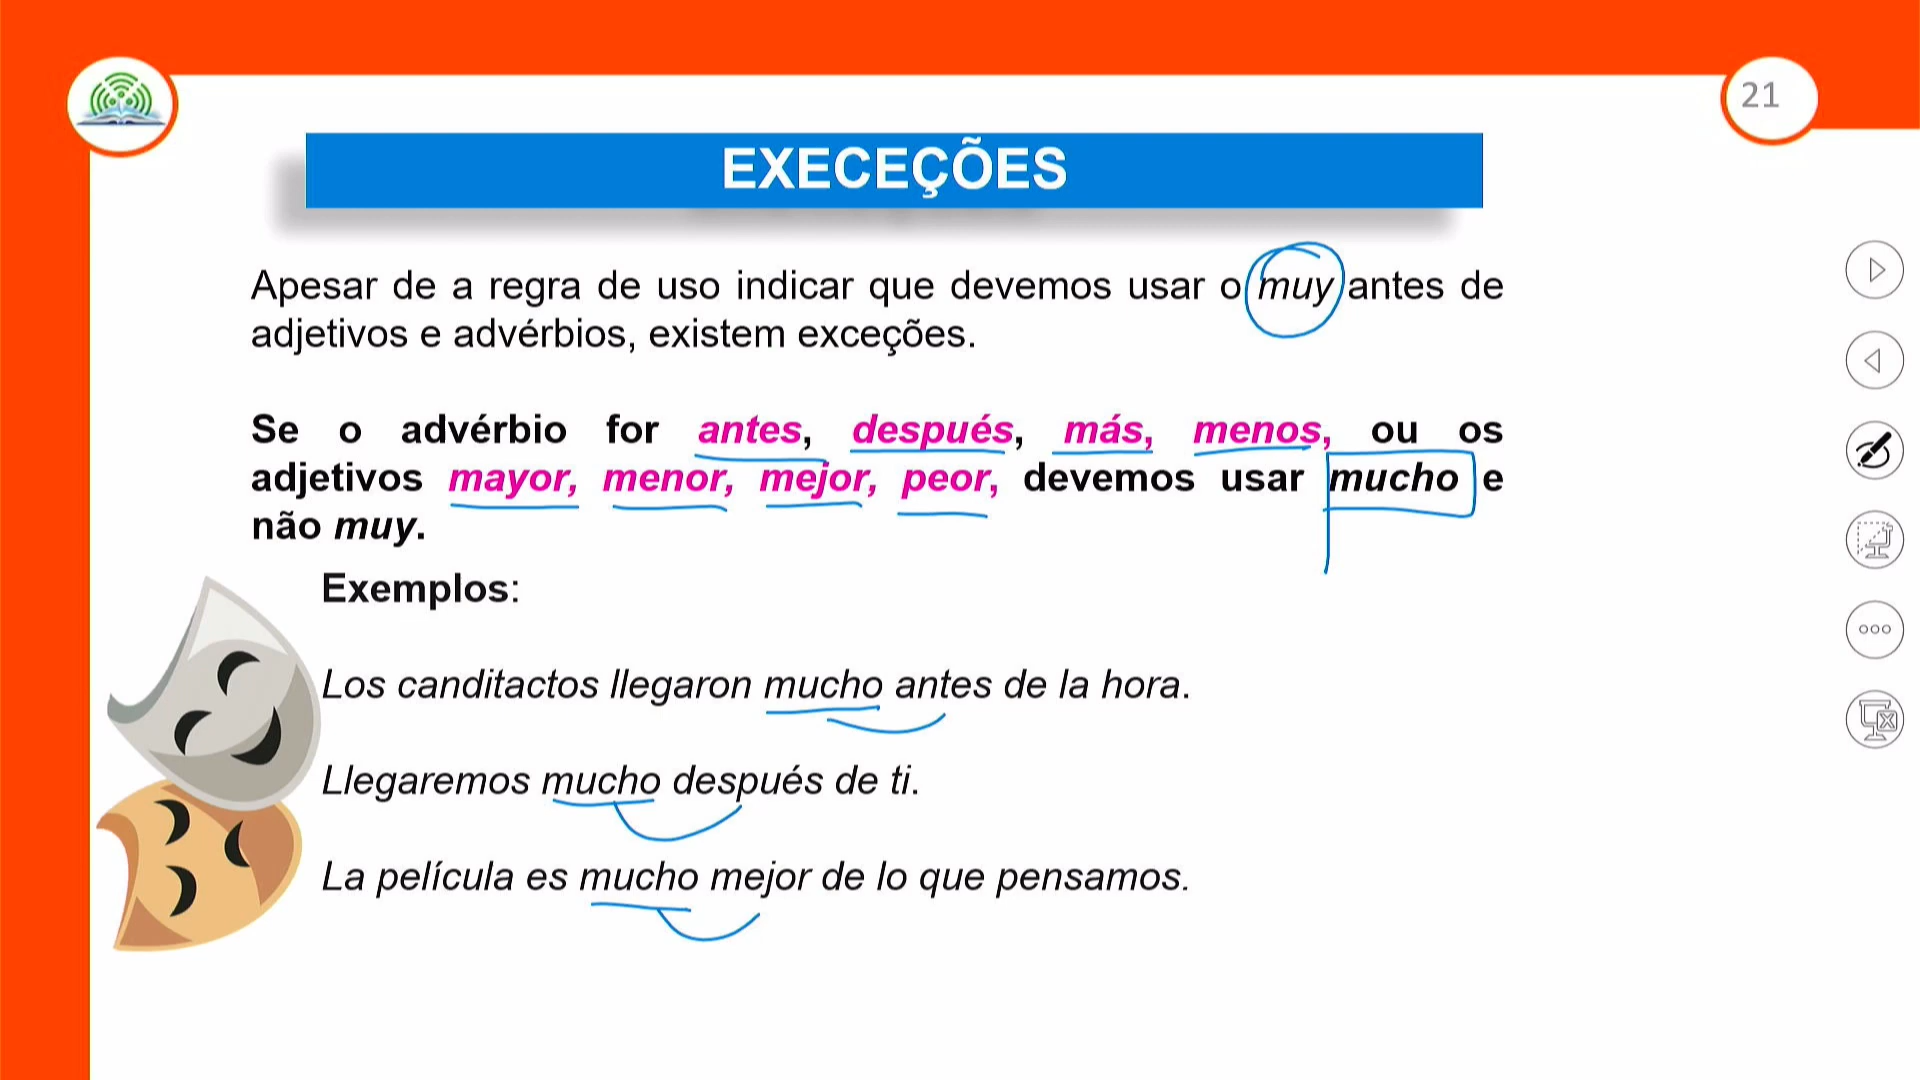 21
EXECEÇÕES
Apesar de a regra de uso indicar que devemos usar o muy antes de
adjetivos e advérbios, existem exceções.
Se o advérbio for antes, después, más, menos, ou os
adjetivos mayor, menor, mejor, peor, devemos usar mucho e
não muy.
Exemplos:
Los canditactos llegaron mucho antes de la hora.
Llegaremos mucho después de ti.
La película es mucho mejor de lo que pensamos.